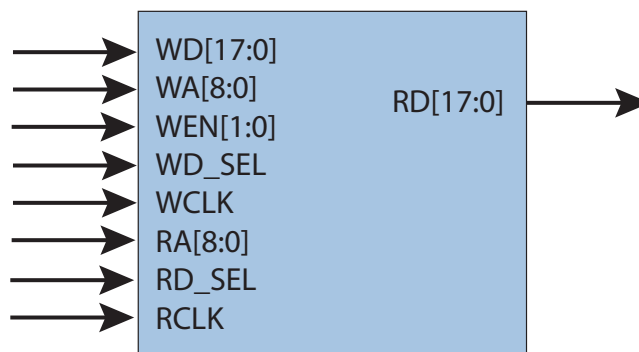 WD[17:0]
WA[8:0]
WEN[1:0]
WD_SEL
WCLK
RA[8:0]
RD_SEL
RCLK
RD[17:0]